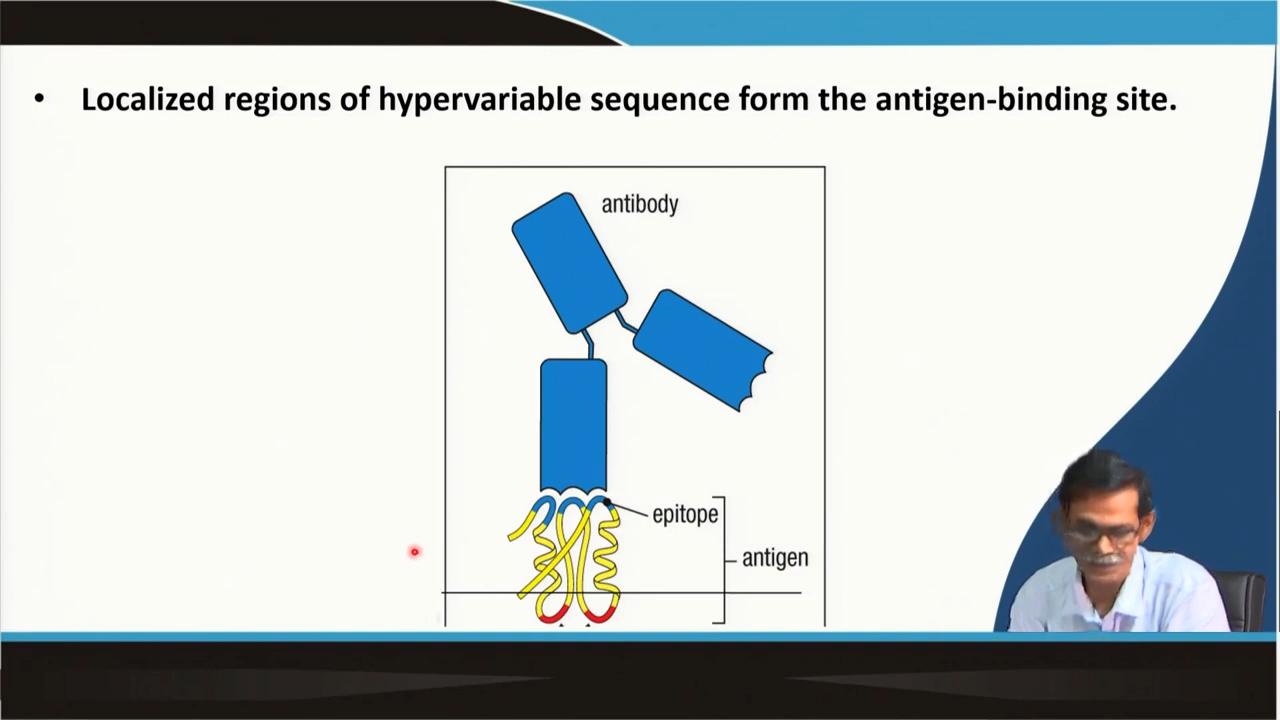 • Localized regions of hypervariable sequence form the antigen-binding site.
antibody
epitope
antigen